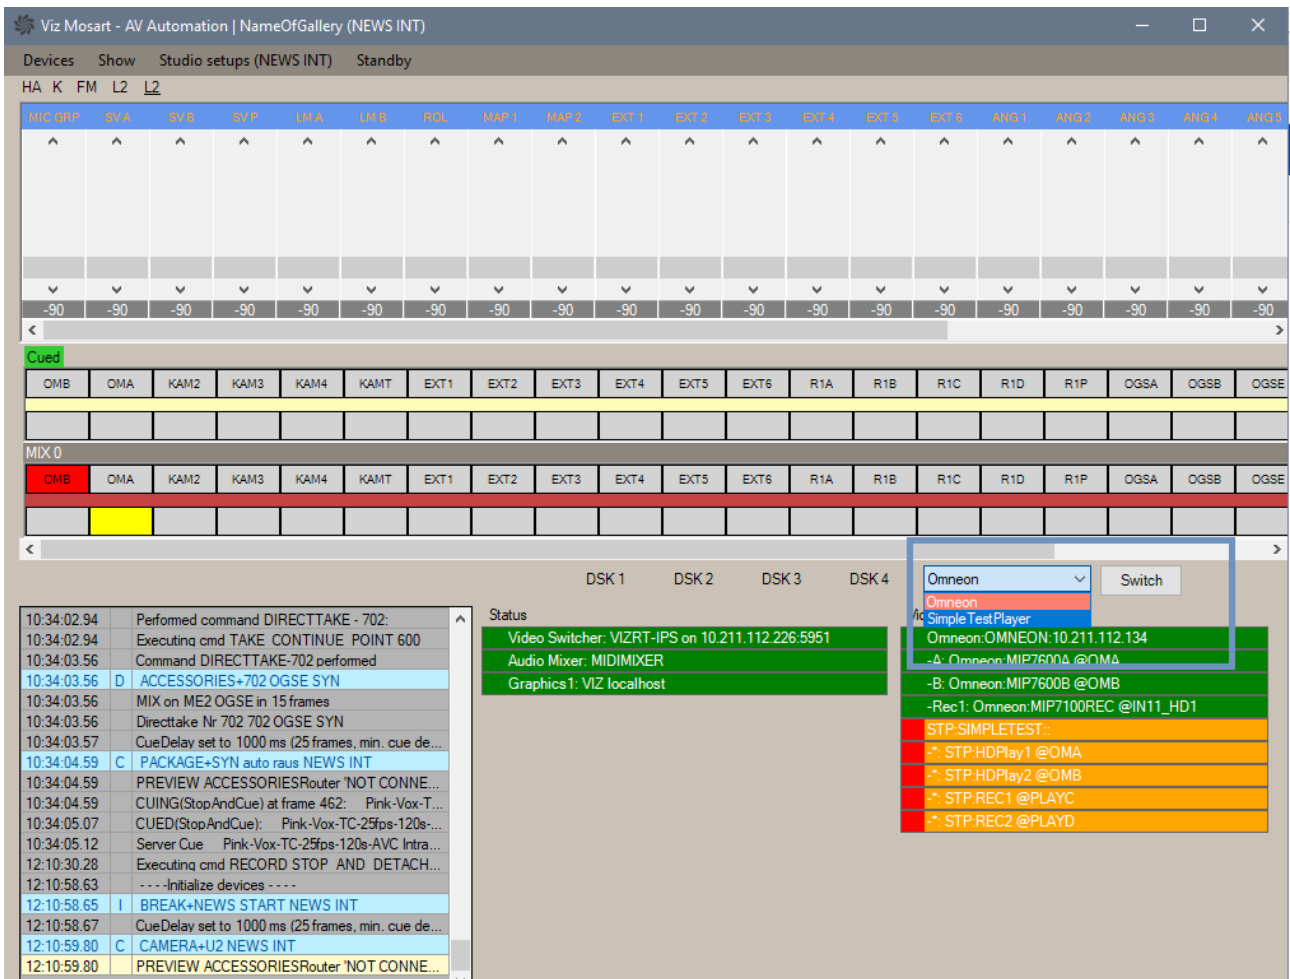 Viz Mosart - AV Automation | NameOfGallery (NEWS INT)
Devices Show Studio setups (NEWS INT) Standby
HA K FM L2 L2
MIC GRP SV A SV B SV P LM A LM B ROL MAP 1 MAP 2 EXT 1 EXT 2 EXT 3 EXT 4 EXT 5 EXT 6 ANG 1 ANG 2 ANG 3 ANG 4 ANG 5
-90 -90 -90 -90 -90 -90 -90 -90 -90 -90 -90 -90 -90 -90 -90 -90 -90 -90 -90 -90
Cued
OMB OMA KAM2 KAM3 KAM4 KAMT EXT1 EXT2 EXT3 EXT4 EXT5 EXT6 R1A R1B R1C R1D R1P OGSA OGSB OGSE
MIX 0
OMB OMA KAM2 KAM3 KAM4 KAMT EXT1 EXT2 EXT3 EXT4 EXT5 EXT6 R1A R1B R1C R1D R1P OGSA OGSB OGSE
DSK 1 DSK 2 DSK 3 DSK 4 Omneon Switch
Omneon
SimpleTestPlayer
10:34:02.94 Performed command DIRECTTAKE - 702:
10:34:02.94 Executing cmd TAKE CONTINUE POINT 600
10:34:03.56 Command DIRECTTAKE-702 performed
10:34:03.56 D ACCESSORIES+702 OGSE SYN
10:34:03.56 MIX on ME2 OGSE in 15 frames
10:34:03.56 Directtake Nr 702 702 OGSE SYN
10:34:03.57 CueDelay set to 1000 ms (25 frames, min. cue de...
10:34:04.59 C PACKAGE+SYN auto raus NEWS INT
10:34:04.59 PREVIEW ACCESSORIESRouter 'NOT CONNE...
10:34:04.59 CUING(StopAndCue) at frame 462: Pink-Vox-T...
10:34:05.07 CUED(StopAndCue): Pink-Vox-TC-25fps-120s-...
10:34:05.12 Server Cue Pink-Vox-TC-25fps-120s-AVC Intra...
12:10:30.28 Executing cmd RECORD STOP AND DETACH...
12:10:58.63 - - - -Initialize devices - - - -
12:10:58.65 I BREAK+NEWS START NEWS INT
12:10:58.67 CueDelay set to 1000 ms (25 frames, min. cue de...
12:10:59.80 C CAMERA+U2 NEWS INT
12:10:59.80 PREVIEW ACCESSORIESRouter 'NOT CONNE...
Status
Video Switcher: VIZRT-IPS on 10.211.112.226:5951
Audio Mixer: MIDIMIXER
Graphics1: VIZ localhost
Omneon:OMNEON:10.211.112.134
-A: Omneon:MIP7600A @OMA
-B: Omneon:MIP7600B @OMB
-Rec1: Omneon:MIP7100REC @IN11_HD1
STP:SIMPLETEST::
-*: STP:HDPlay1 @OMA
-*: STP:HDPlay2 @OMB
-*: STP:REC1 @PLAYC
-*: STP:REC2 @PLAYD